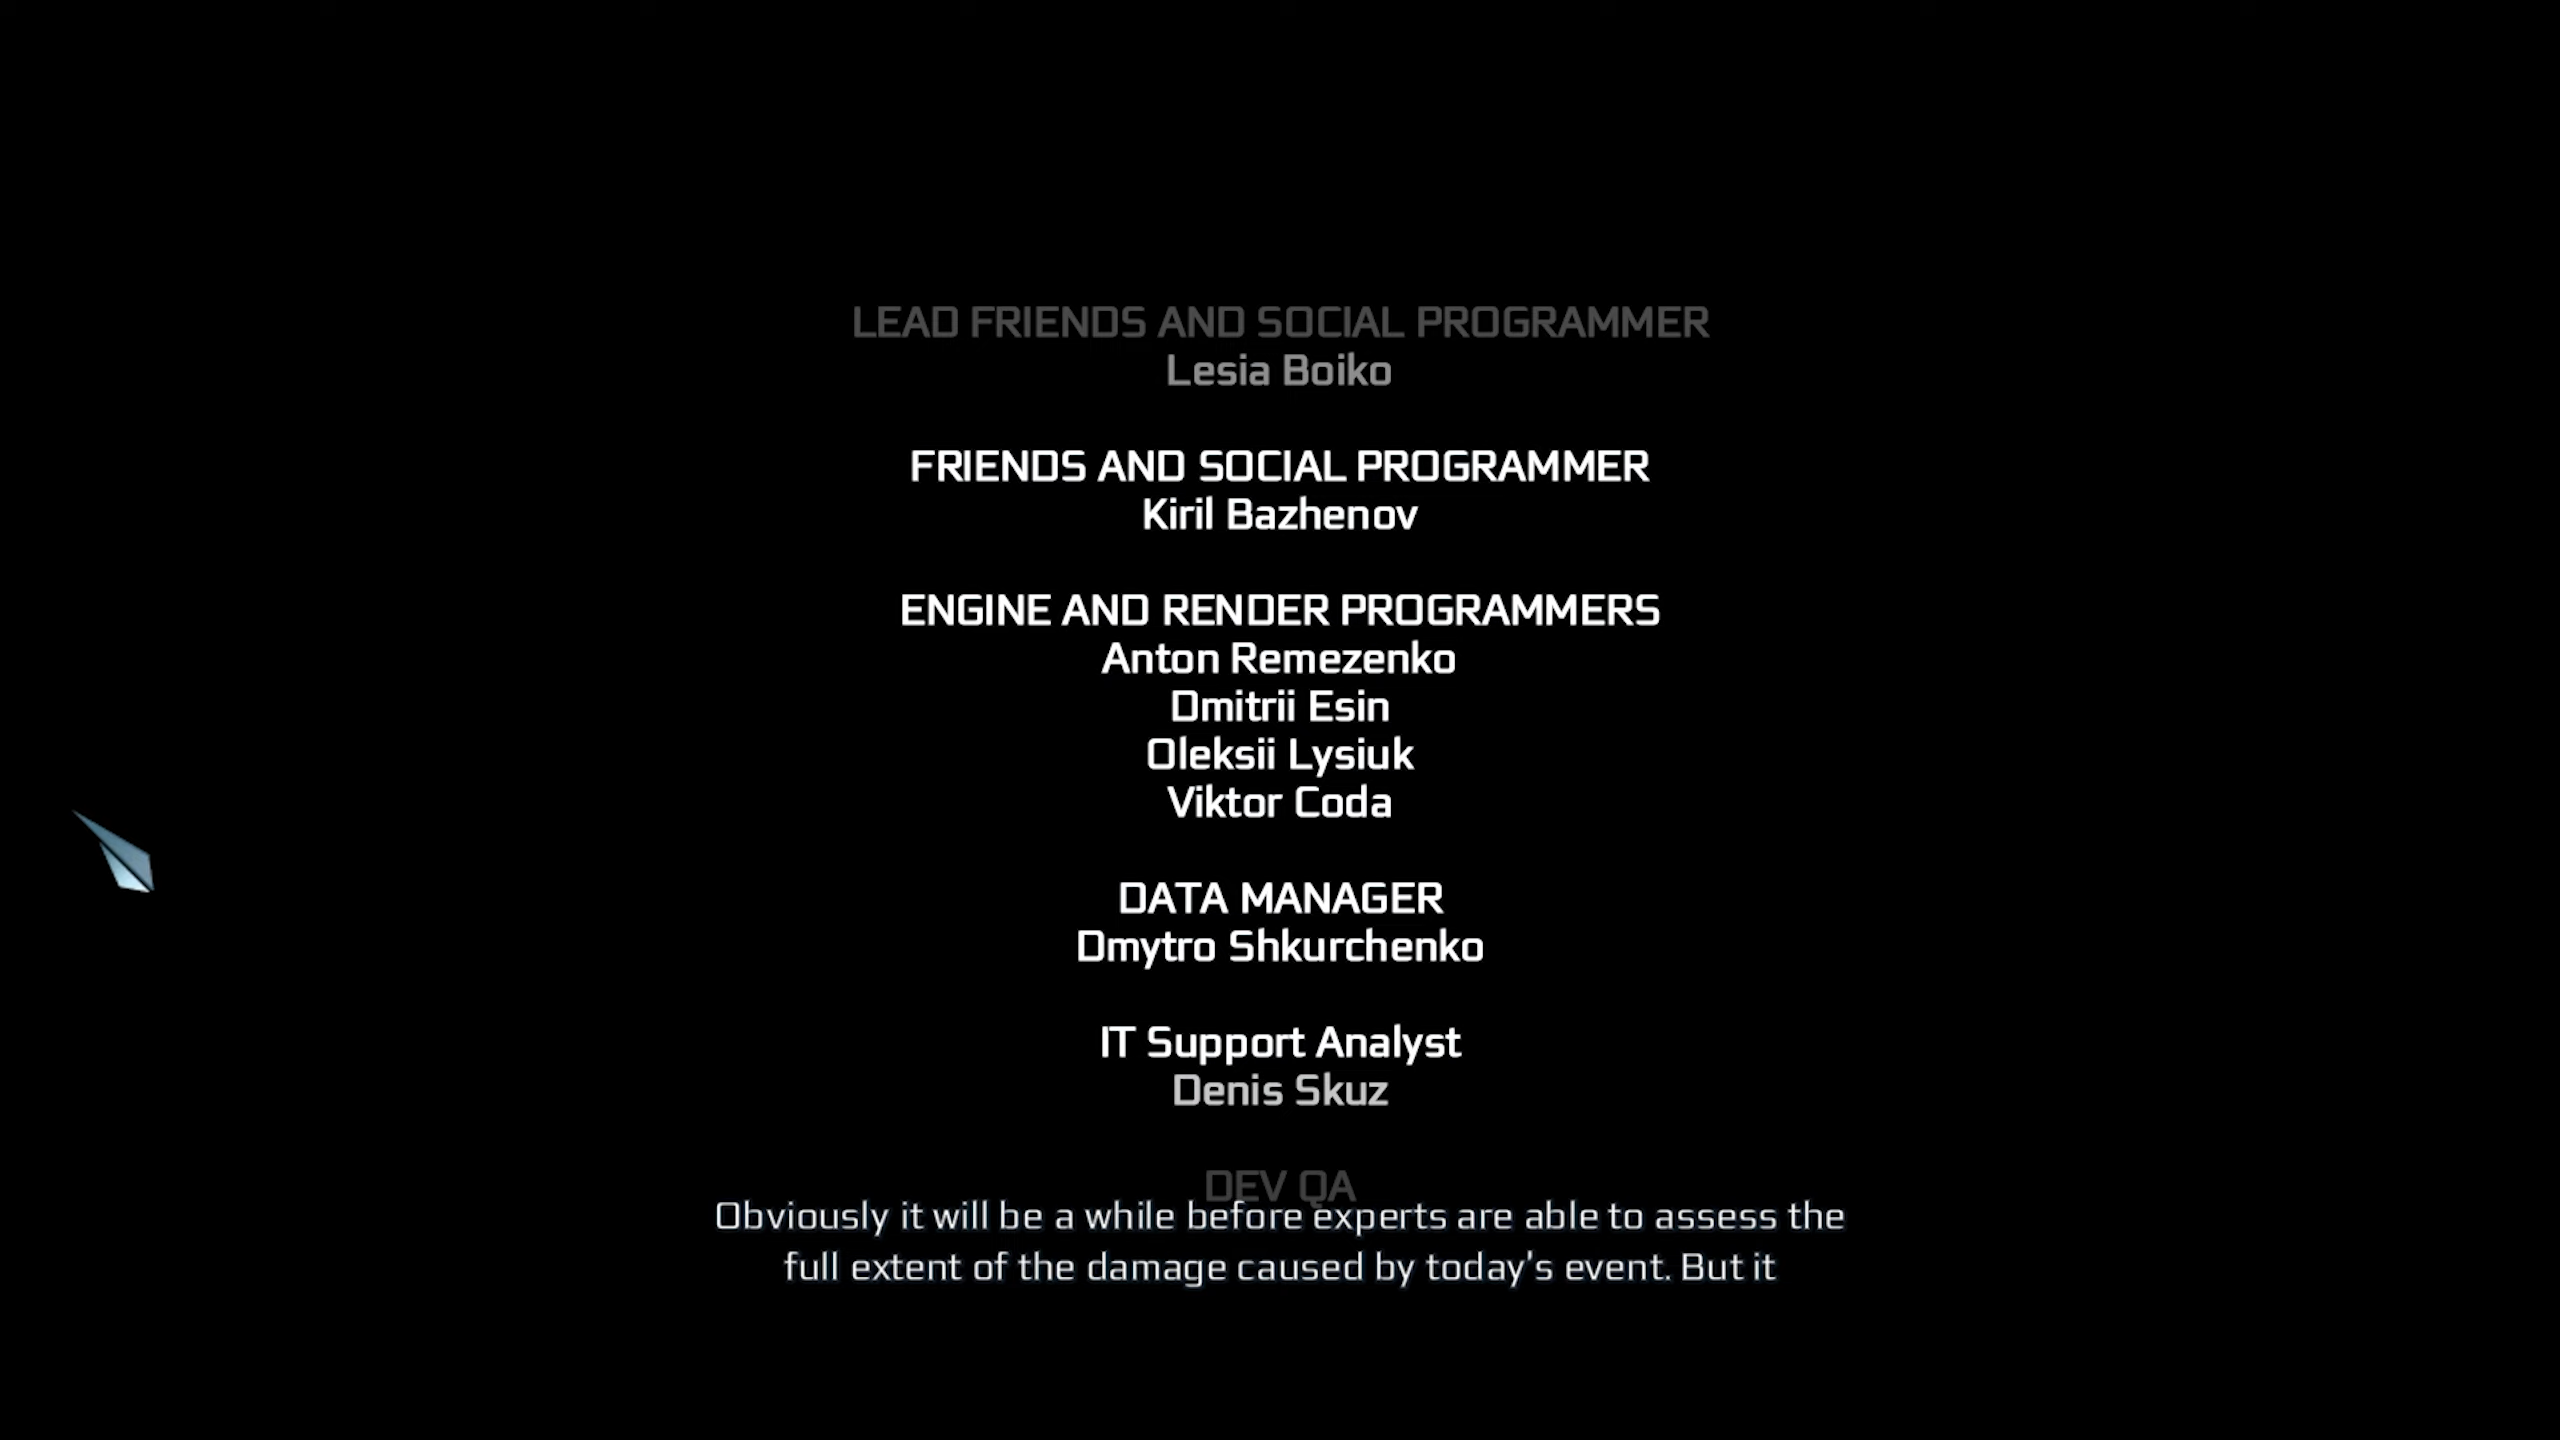 LEAD FRIENDS AND SOCIAL PROGRAMMER
Lesia Boiko
FRIENDS AND SOCIAL PROGRAMMER
Kiril Bazhenov
ENGINE AND RENDER PROGRAMMERS
Anton Remezenko
Dmitrii Esin
Oleksii Lysiuk
Viktor Coda
DATA MANAGER
Dmytro Shkurchenko
IT Support Analyst
Denis Skuz
DEV QA
Obviously it will be a while before experts are able to assess the
full extent of the damage caused by today's event. But it